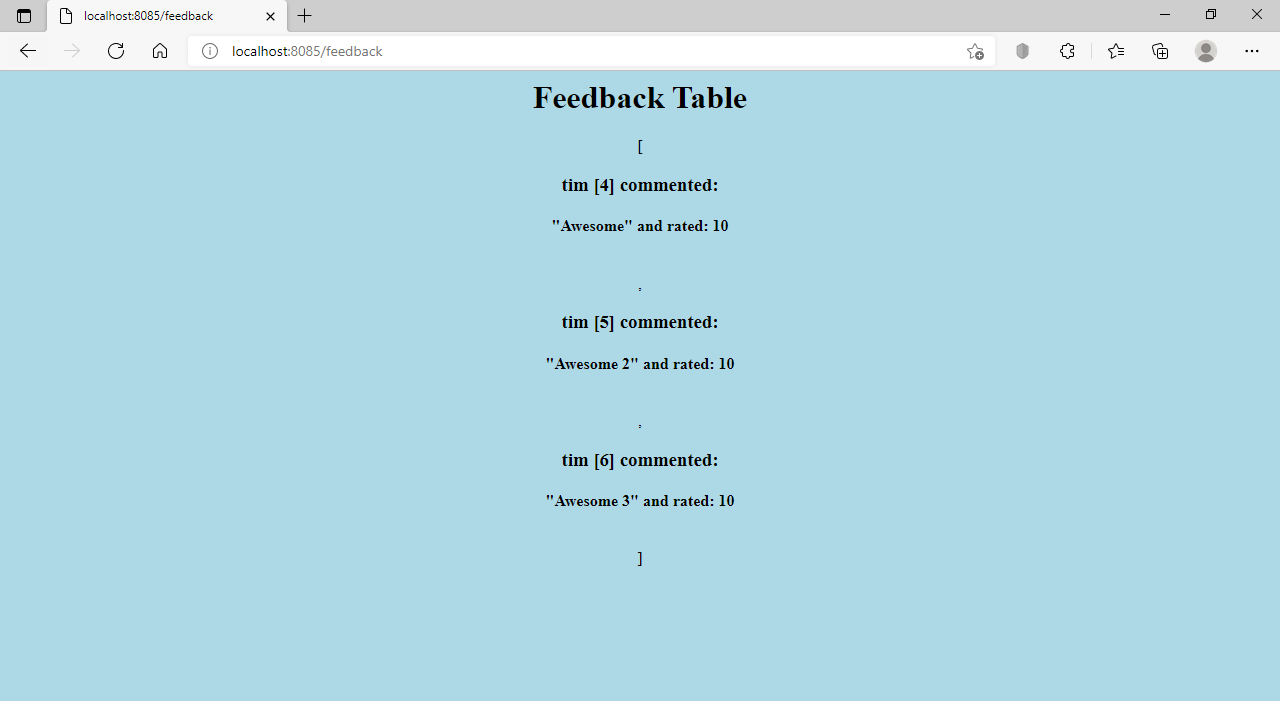 localhost:8085/feedback
localhost:8085/feedback
Feedback Table
[
tim [4] commented:
"Awesome" and rated: 10
,
tim [5] commented:
"Awesome 2" and rated: 10
,
tim [6] commented:
"Awesome 3" and rated: 10
]